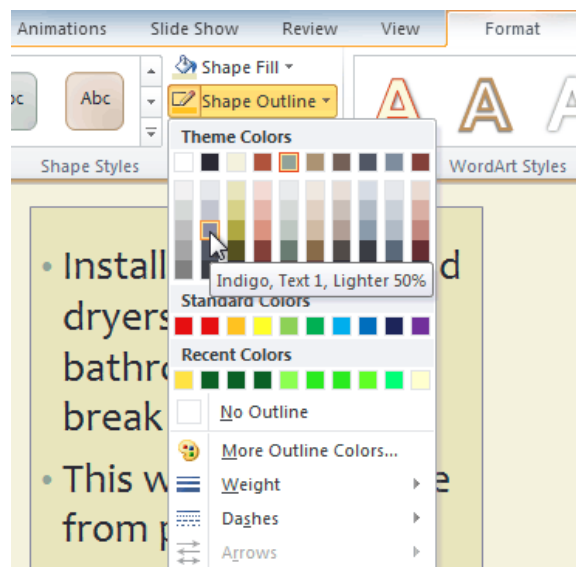 Animations Slide Show Review View Format
Shape Fill
Abc Shape Outline
Theme Colors
Shape Styles WordArt Styles
Indigo, Text 1, Lighter 50%
Standard Colors
Recent Colors
No Outline
More Outline Colors...
Weight
Dashes
Arrows
• Install d
dryers
bathro
break
• This w e
from p